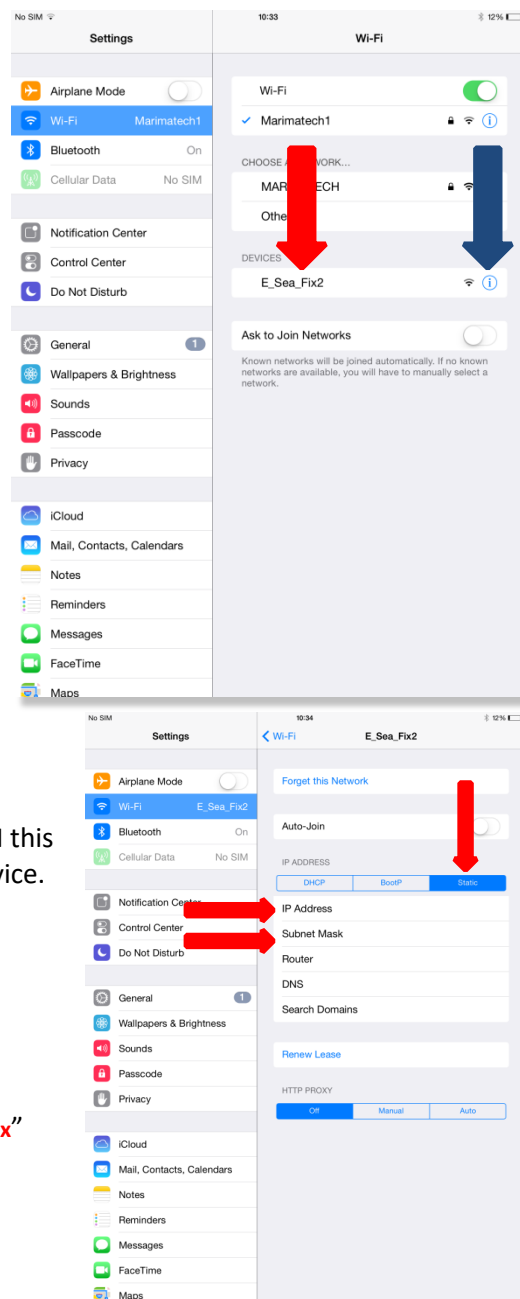 No SIM 10:33 12%
Settings Wi-Fi
Airplane Mode
Wi-Fi Marimatech1
Bluetooth On
Cellular Data No SIM
Notification Center
Control Center
Do Not Disturb
General 1
Wallpapers & Brightness
Sounds
Passcode
Privacy
iCloud
Mail, Contacts, Calendars
Notes
Reminders
Messages
FaceTime
Maps
Wi-Fi
Marimatech1
CHOOSE
MAR ECH
Othe
DEVICES
E_Sea_Fix2
Ask to Join Networks
Known networks will be joined automatically. If no known
networks are available, you will have to manually select a
network.
this
vice.
x"
No SIM 10:34 12%
Settings Wi-Fi E_Sea_Fix2
Airplane Mode
Wi-Fi E_Sea_Fix2
Bluetooth On
Cellular Data No SIM
Notification Center
Control Center
Do Not Disturb
General 1
Wallpapers & Brightness
Sounds
Passcode
Privacy
iCloud
Mail, Contacts, Calendars
Notes
Reminders
Messages
FaceTime
Maps
Forget this Network
Auto-Join
IP ADDRESS
DHCP BootP Static
IP Address
Subnet Mask
Router
DNS
Search Domains
Renew Lease
HTTP PROXY
Off Manual Auto